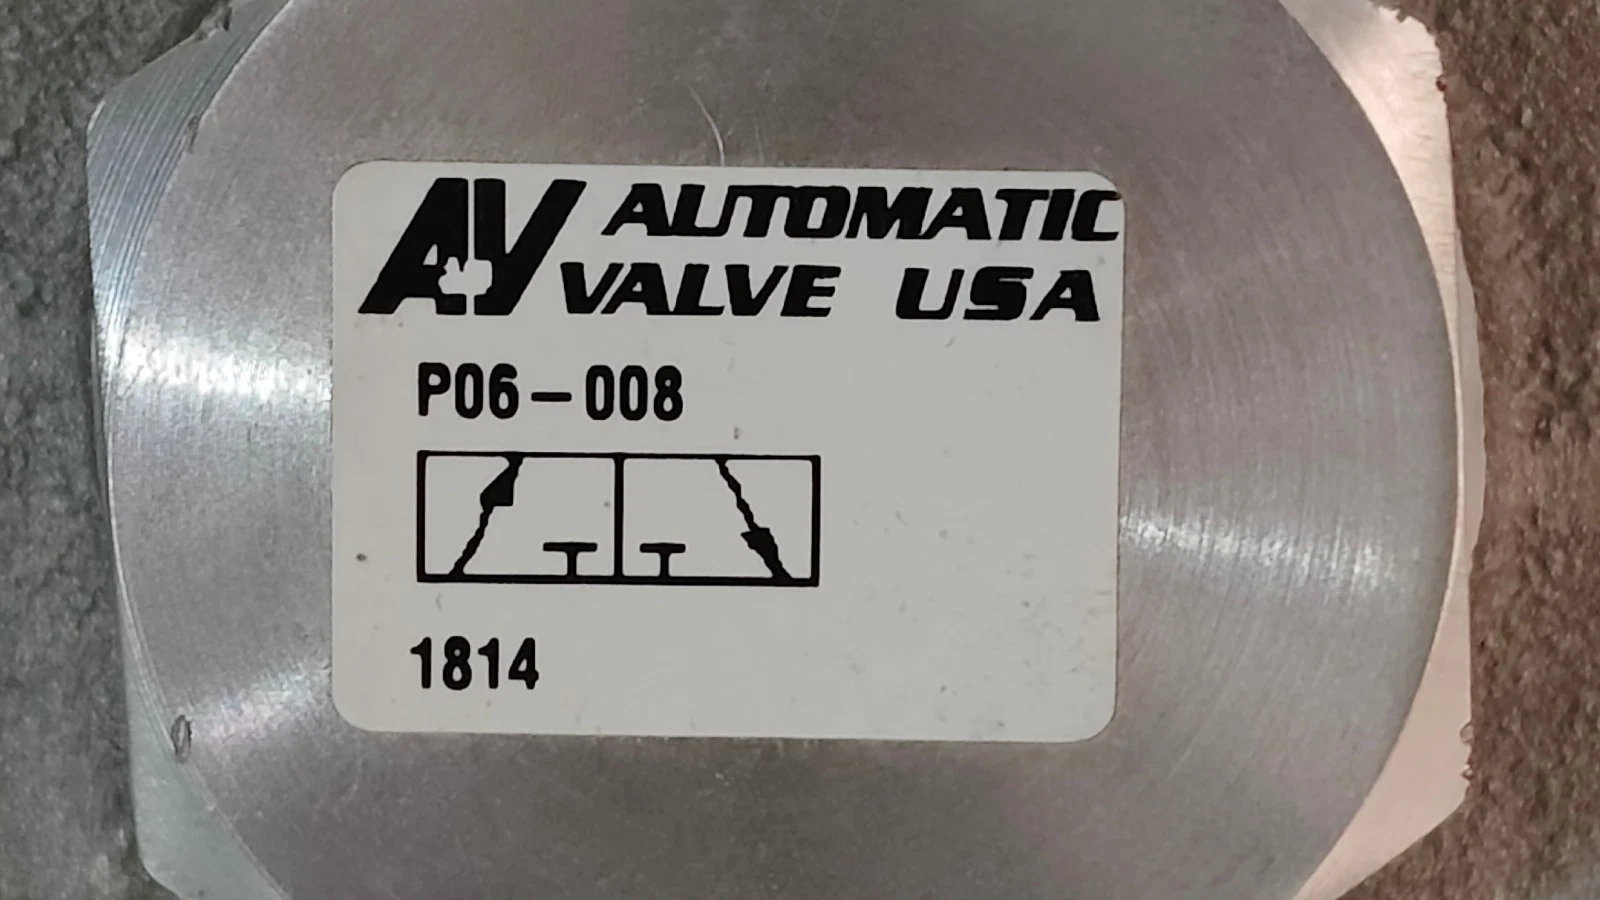 AV AUTOMATIC
VALVE USA
P06-008
1814